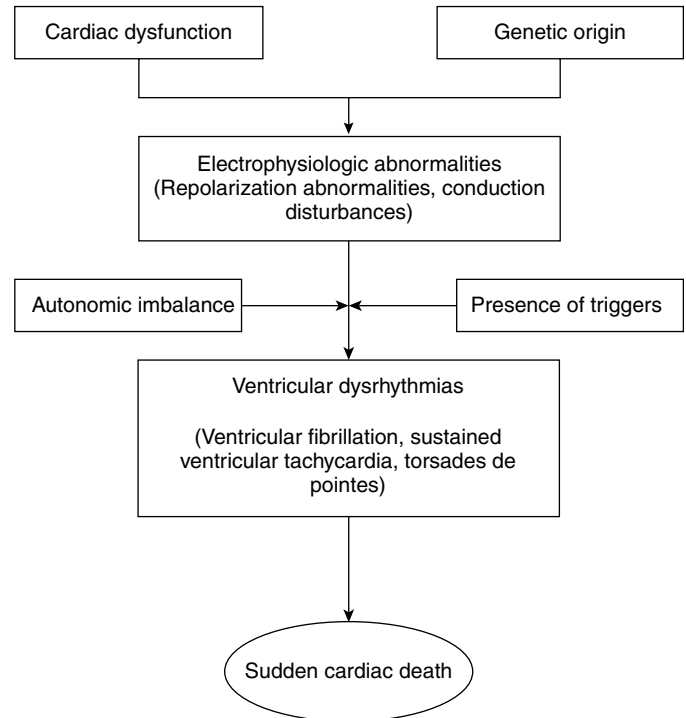 Cardiac dysfunction
Genetic origin
Electrophysiologic abnormalities
(Repolarization abnormalities, conduction
disturbances)
Autonomic imbalance
Presence of triggers
Ventricular dysrhythmias
(Ventricular fibrillation, sustained
ventricular tachycardia, torsades de
pointes)
Sudden cardiac death